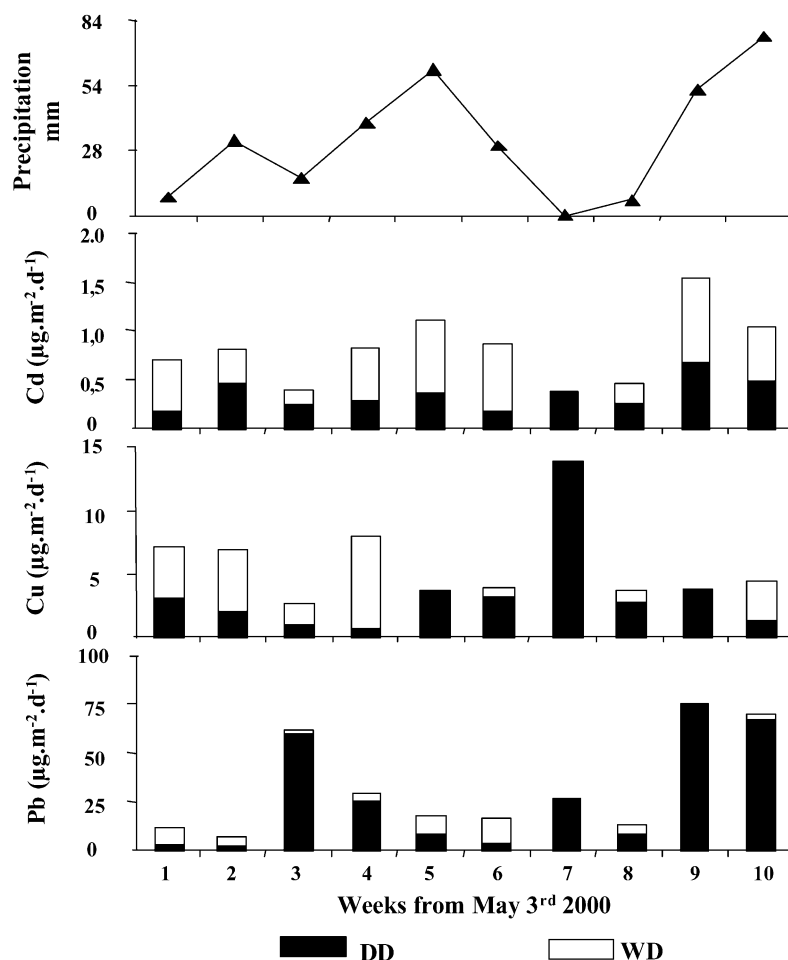 84
54
28
0
Precipitation
mm
2.0
1,5
1,0
0,5
0
Cd (µg.m-2.d-1)
15
10
5
0
Cu (µg.m-2.d-1)
100
75
50
25
0
Pb (µg.m-2.d-1)
1 2 3 4 5 6 7 8 9 10
Weeks from May 3rd 2000
DD WD